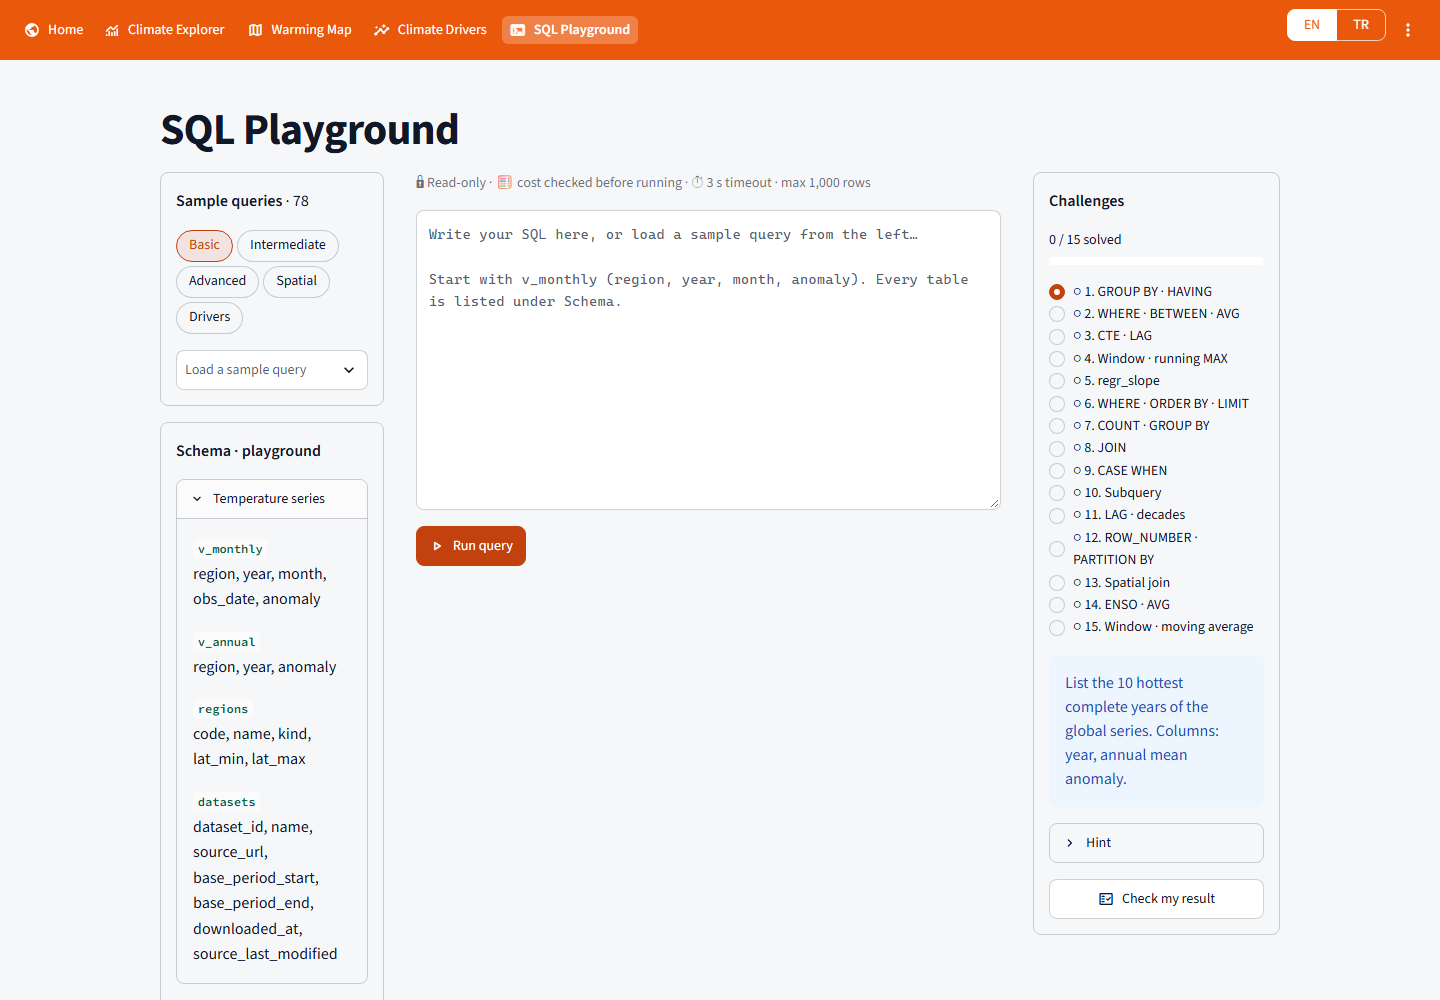 Home
Climate Explorer
Warming Map
Climate Drivers
SQL Playground
EN
TR
SQL Playground
Sample queries · 78
Basic
Intermediate
Advanced
Spatial
Drivers
Load a sample query
Schema · playground
Temperature series
v_monthly
region, year, month,
obs_date, anomaly
v_annual
region, year, anomaly
regions
code, name, kind,
lat_min, lat_max
datasets
dataset_id, name,
source_url,
base_period_start,
base_period_end,
downloaded_at,
source_last_modified
Read-only · cost checked before running · 3 s timeout · max 1,000 rows
Write your SQL here, or load a sample query from the left…
Start with v_monthly (region, year, month, anomaly). Every table
is listed under Schema.
Run query
Challenges
0 / 15 solved
○ 1. GROUP BY · HAVING
○ 2. WHERE · BETWEEN · AVG
○ 3. CTE · LAG
○ 4. Window · running MAX
○ 5. regr_slope
○ 6. WHERE · ORDER BY · LIMIT
○ 7. COUNT · GROUP BY
○ 8. JOIN
○ 9. CASE WHEN
○ 10. Subquery
○ 11. LAG · decades
○ 12. ROW_NUMBER ·
PARTITION BY
○ 13. Spatial join
○ 14. ENSO · AVG
○ 15. Window · moving average
List the 10 hottest
complete years of the
global series. Columns:
year, annual mean
anomaly.
Hint
Check my result